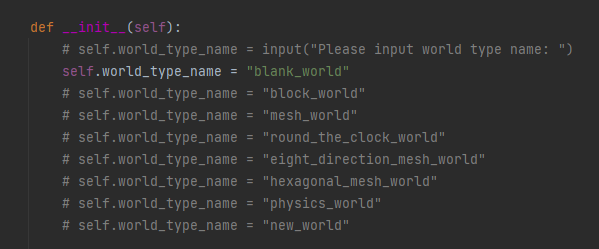 def __init__(self):
# self.world_type_name = input("Please input world type name: ")
self.world_type_name = "blank_world"
# self.world_type_name = "block_world"
# self.world_type_name = "mesh_world"
# self.world_type_name = "round_the_clock_world"
# self.world_type_name = "eight_direction_mesh_world"
# self.world_type_name = "hexagonal_mesh_world"
# self.world_type_name = "physics_world"
# self.world_type_name = "new_world"